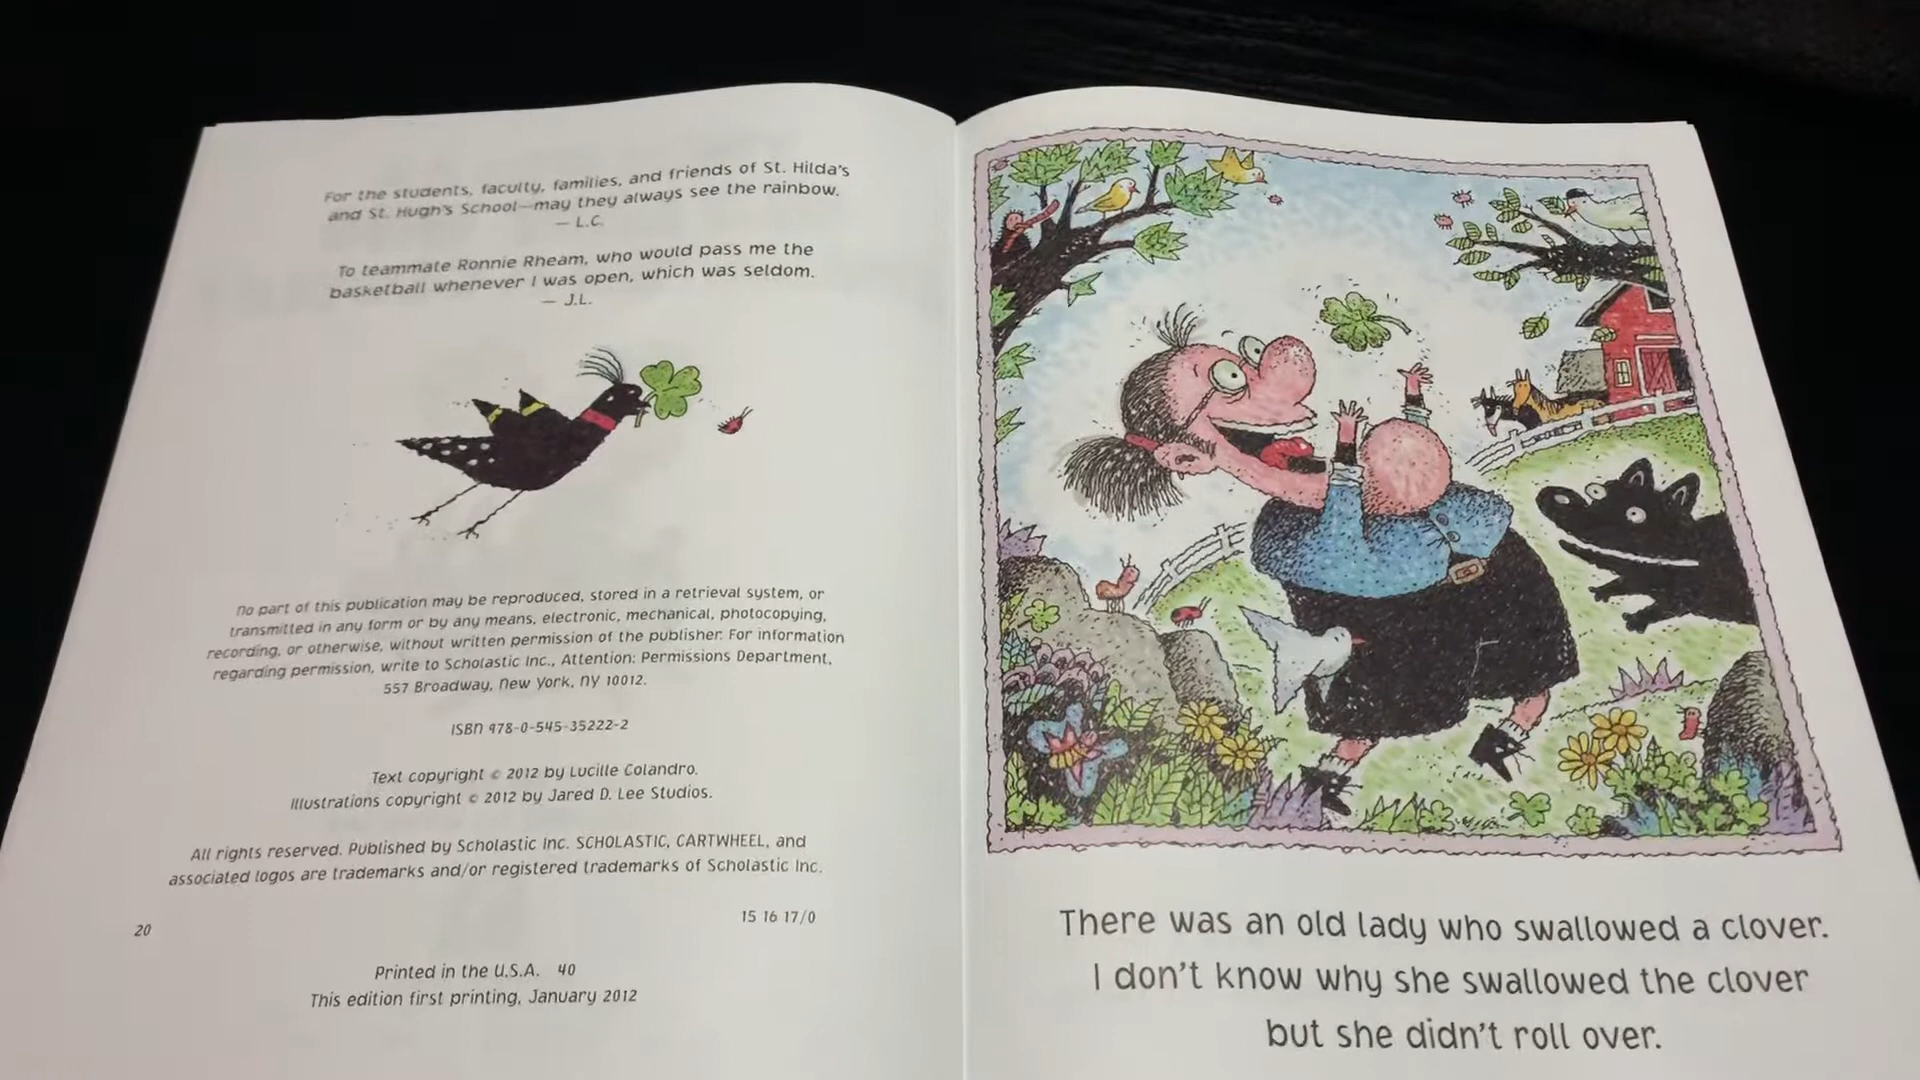 For the students, faculty, families, and friends of St. Hilda's
and St. Hugh's School—may they always see the rainbow.
— L.C.
To teammate Ronnie Rheam, who would pass me the
basketball whenever I was open, which was seldom.
— J.L.
No part of this publication may be reproduced, stored in a retrieval system, or
transmitted in any form or by any means, electronic, mechanical, photocopying,
recording, or otherwise, without written permission of the publisher. For information
regarding permission, write to Scholastic Inc., Attention: Permissions Department,
557 Broadway, New York, NY 10012.
ISBN 978-0-545-35222-2
Text copyright © 2012 by Lucille Colandro.
Illustrations copyright © 2012 by Jared D. Lee Studios.
All rights reserved. Published by Scholastic Inc. SCHOLASTIC, CARTWHEEL, and
associated logos are trademarks and/or registered trademarks of Scholastic Inc.
20
15 16 17/0
Printed in the U.S.A. 40
This edition first printing, January 2012
There was an old lady who swallowed a clover.
I don't know why she swallowed the clover
but she didn't roll over.